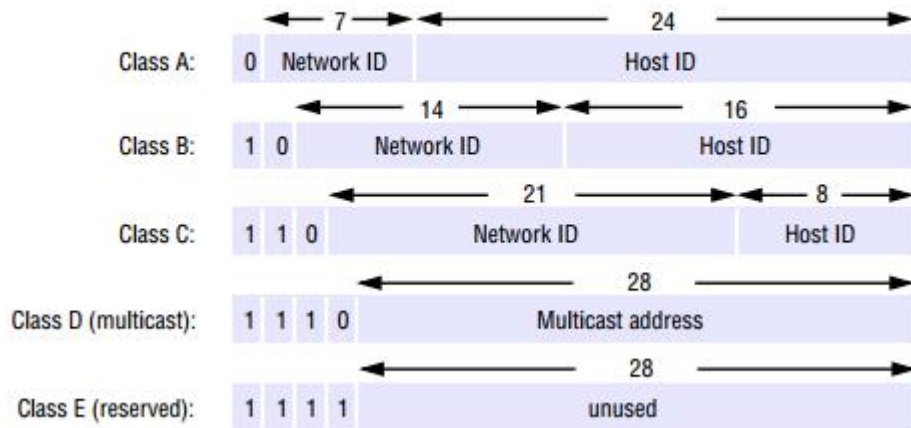 7 24
Class A: 0 Network ID Host ID
14 16
Class B: 1 0 Network ID Host ID
21 8
Class C: 1 1 0 Network ID Host ID
28
Class D (multicast): 1 1 1 0 Multicast address
28
Class E (reserved): 1 1 1 1 unused